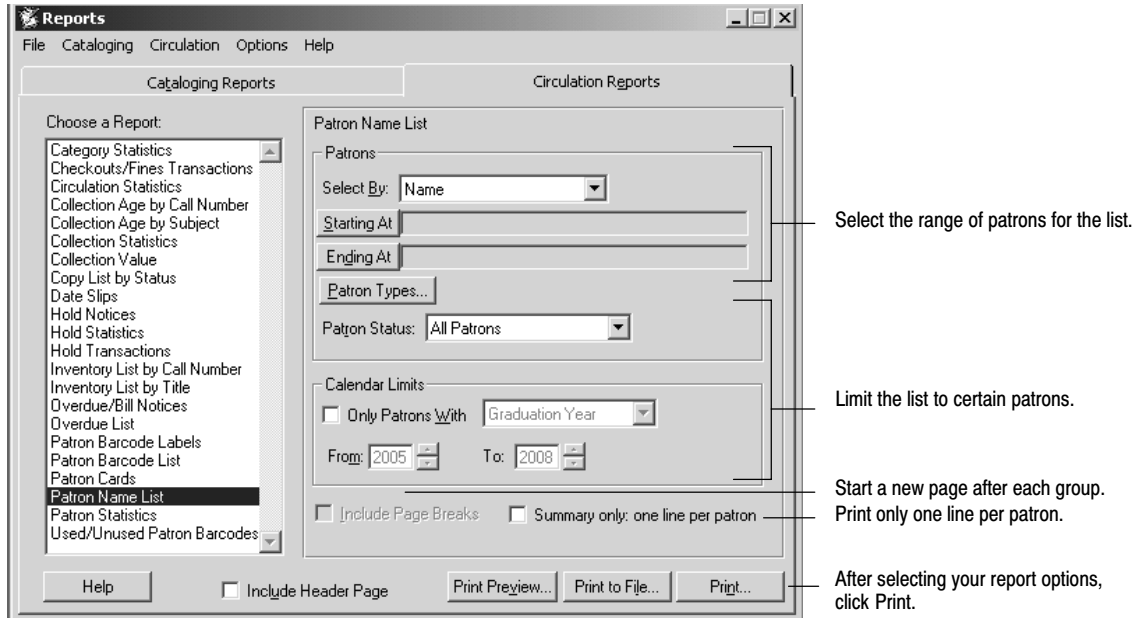 Reports
File Cataloging Circulation Options Help
Cataloging Reports
Circulation Reports
Choose a Report:
Category Statistics
Checkouts/Fines Transactions
Circulation Statistics
Collection Age by Call Number
Collection Age by Subject
Collection Statistics
Collection Value
Copy List by Status
Date Slips
Hold Notices
Hold Statistics
Hold Transactions
Inventory List by Call Number
Inventory List by Title
Overdue/Bill Notices
Overdue List
Patron Barcode Labels
Patron Barcode List
Patron Cards
Patron Name List
Patron Statistics
Used/Unused Patron Barcodes
Patron Name List
Patrons
Select By: Name
Starting At
Ending At
Patron Types...
Patron Status: All Patrons
Calendar Limits
Only Patrons With Graduation Year
From: 2005 To: 2008
Include Page Breaks Summary only: one line per patron
Help Include Header Page Print Preview... Print to File... Print...
Select the range of patrons for the list.
Limit the list to certain patrons.
Start a new page after each group.
Print only one line per patron.
After selecting your report options,
click Print.